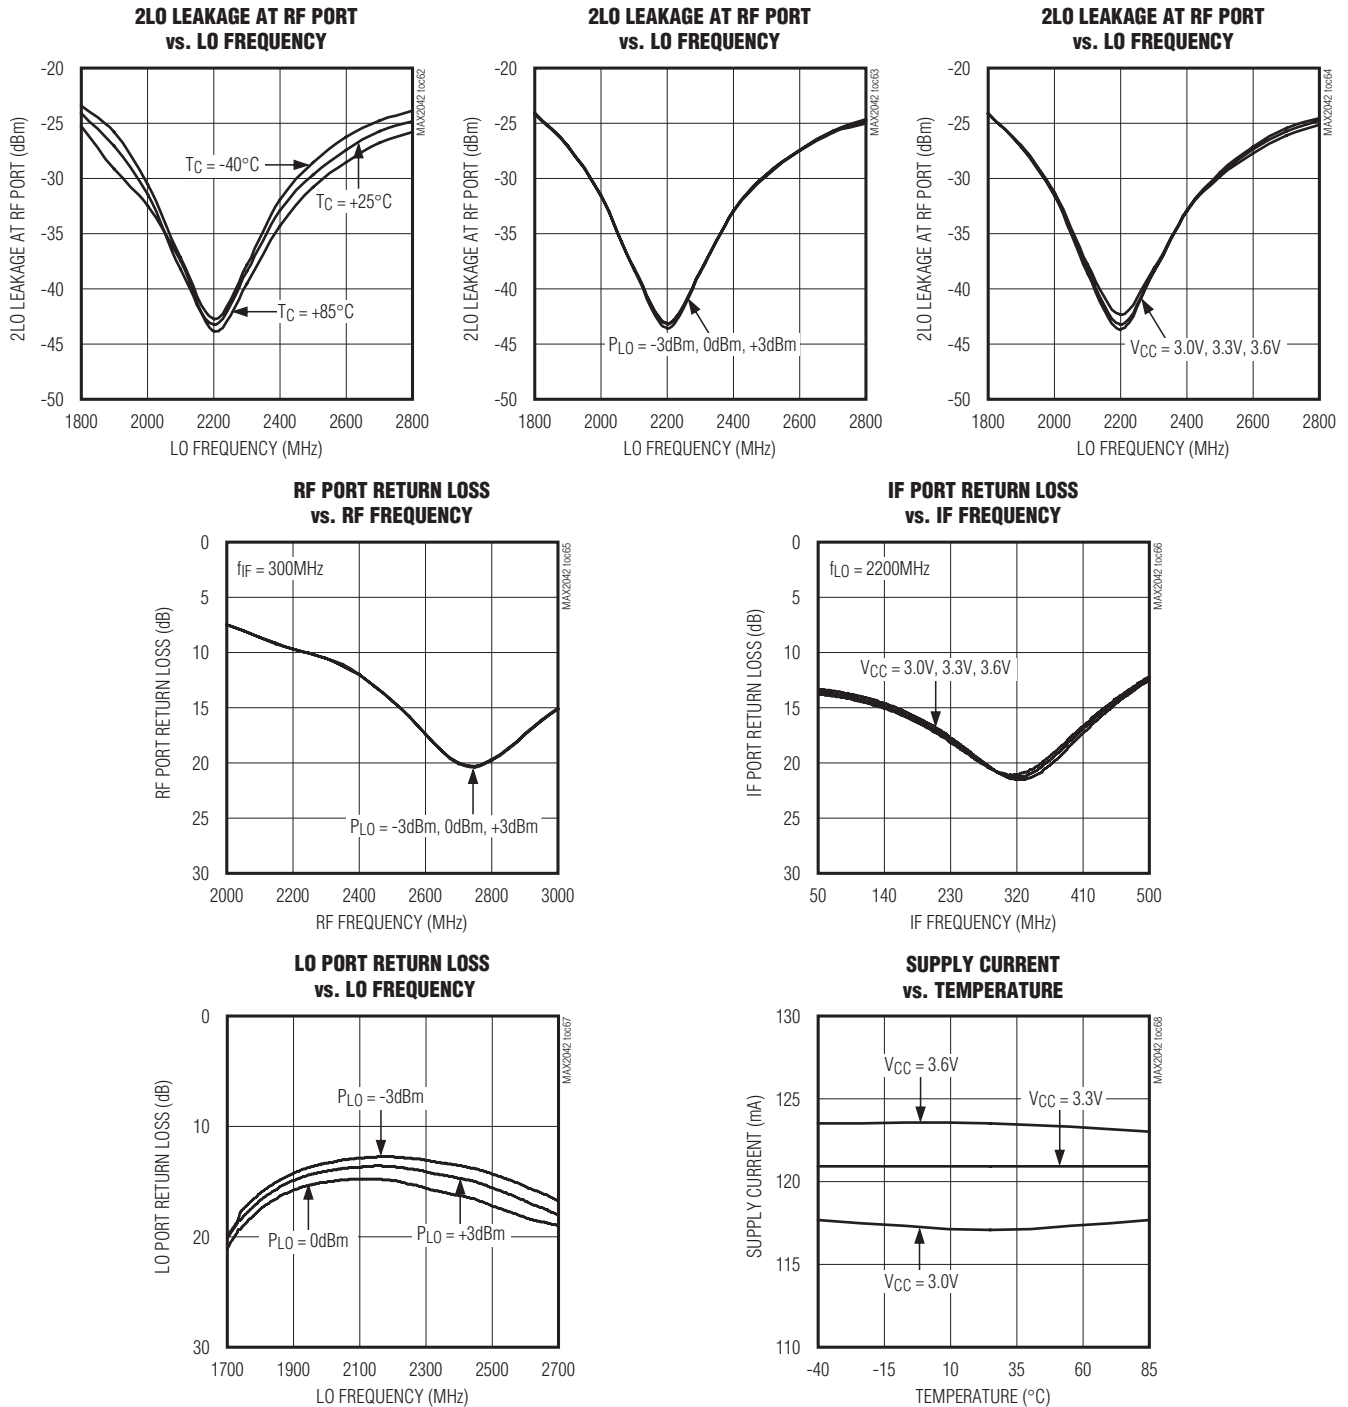 2LO LEAKAGE AT RF PORT
vs. LO FREQUENCY
2LO LEAKAGE AT RF PORT (dBm)
-20
-25
-30
-35
-40
-45
-50
MAX2042 toc62
TC = -40°C
TC = +25°C
TC = +85°C
1800 2000 2200 2400 2600 2800
LO FREQUENCY (MHz)
2LO LEAKAGE AT RF PORT
vs. LO FREQUENCY
2LO LEAKAGE AT RF PORT (dBm)
-20
-25
-30
-35
-40
-45
-50
MAX2042 toc63
PLO = -3dBm, 0dBm, +3dBm
1800 2000 2200 2400 2600 2800
LO FREQUENCY (MHz)
2LO LEAKAGE AT RF PORT
vs. LO FREQUENCY
2LO LEAKAGE AT RF PORT (dBm)
-20
-25
-30
-35
-40
-45
-50
MAX2042 toc64
VCC = 3.0V, 3.3V, 3.6V
1800 2000 2200 2400 2600 2800
LO FREQUENCY (MHz)
RF PORT RETURN LOSS
vs. RF FREQUENCY
RF PORT RETURN LOSS (dB)
0
5
10
15
20
25
30
MAX2042 toc65
fIF = 300MHz
PLO = -3dBm, 0dBm, +3dBm
2000 2200 2400 2600 2800 3000
RF FREQUENCY (MHz)
IF PORT RETURN LOSS
vs. IF FREQUENCY
IF PORT RETURN LOSS (dB)
0
5
10
15
20
25
30
MAX2042 toc66
fLO = 2200MHz
VCC = 3.0V, 3.3V, 3.6V
50 140 230 320 410 500
IF FREQUENCY (MHz)
LO PORT RETURN LOSS
vs. LO FREQUENCY
LO PORT RETURN LOSS (dB)
0
10
20
30
MAX2042 toc67
PLO = -3dBm
PLO = 0dBm
PLO = +3dBm
1700 1900 2100 2300 2500 2700
LO FREQUENCY (MHz)
SUPPLY CURRENT
vs. TEMPERATURE
SUPPLY CURRENT (mA)
130
125
120
115
110
MAX2042 toc68
VCC = 3.6V
VCC = 3.3V
VCC = 3.0V
-40 -15 10 35 60 85
TEMPERATURE (°C)